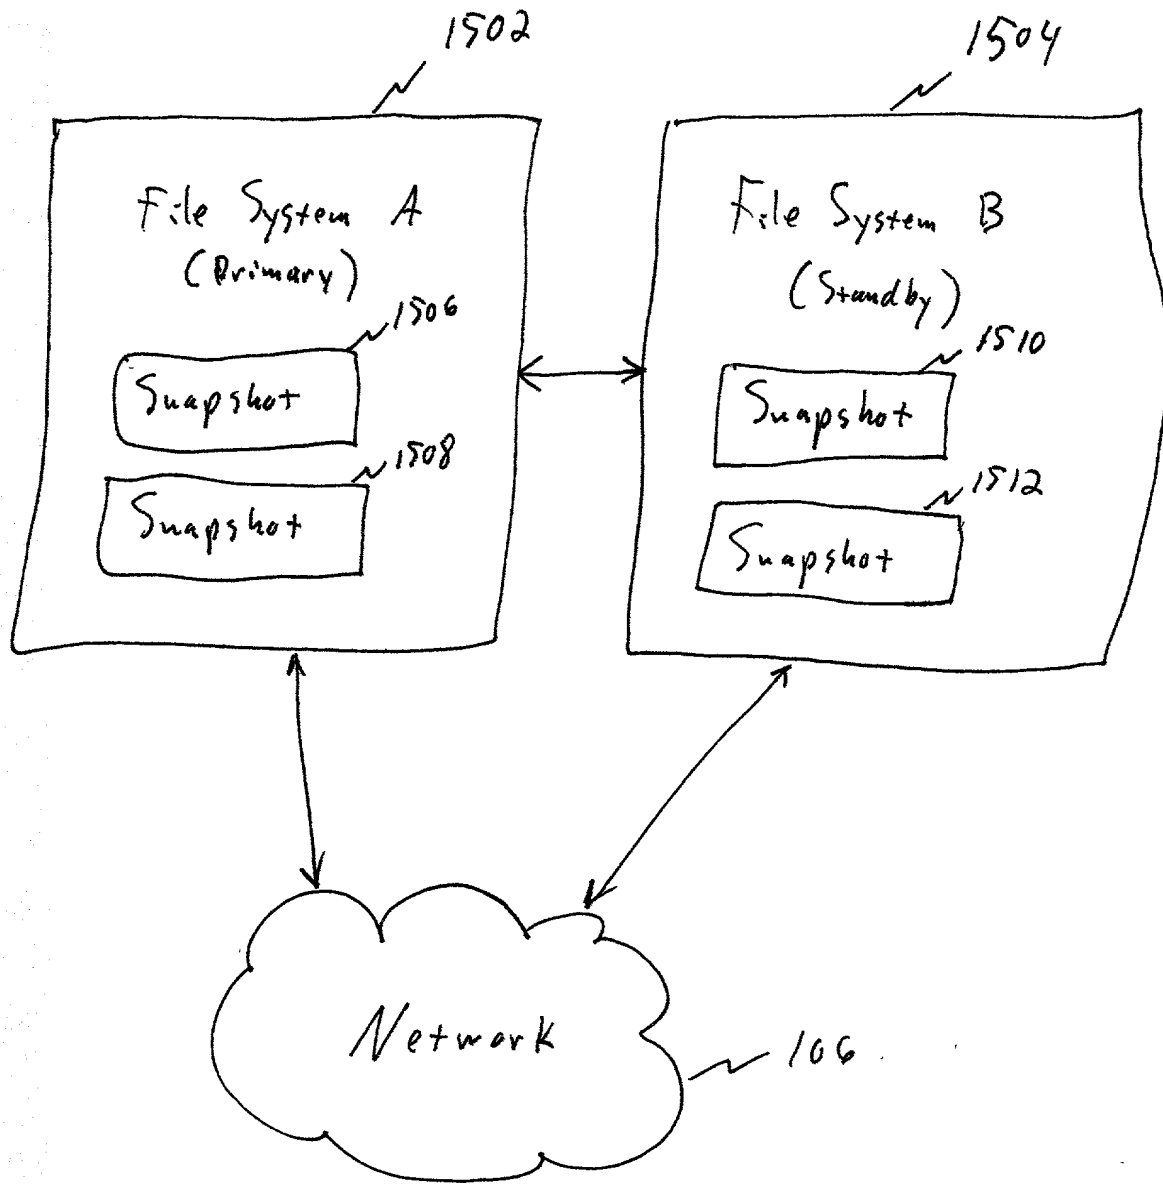 1502
1504
File System A
(Primary)
1506
Snapshot
1508
Snapshot
File System B
(Standby)
1510
Snapshot
1512
Snapshot
Network
106